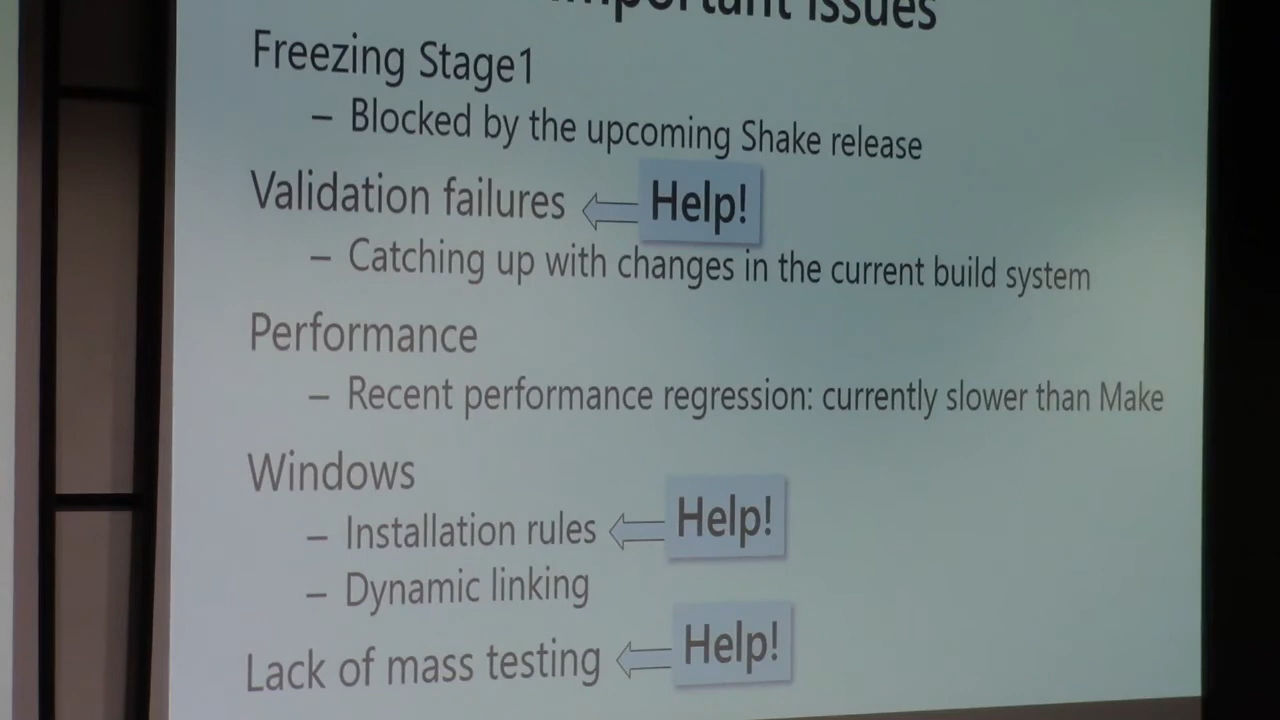 important issues
Freezing Stage1
– Blocked by the upcoming Shake release
Validation failures Help!
– Catching up with changes in the current build system
Performance
– Recent performance regression: currently slower than Make
Windows
– Installation rules Help!
– Dynamic linking
Lack of mass testing Help!